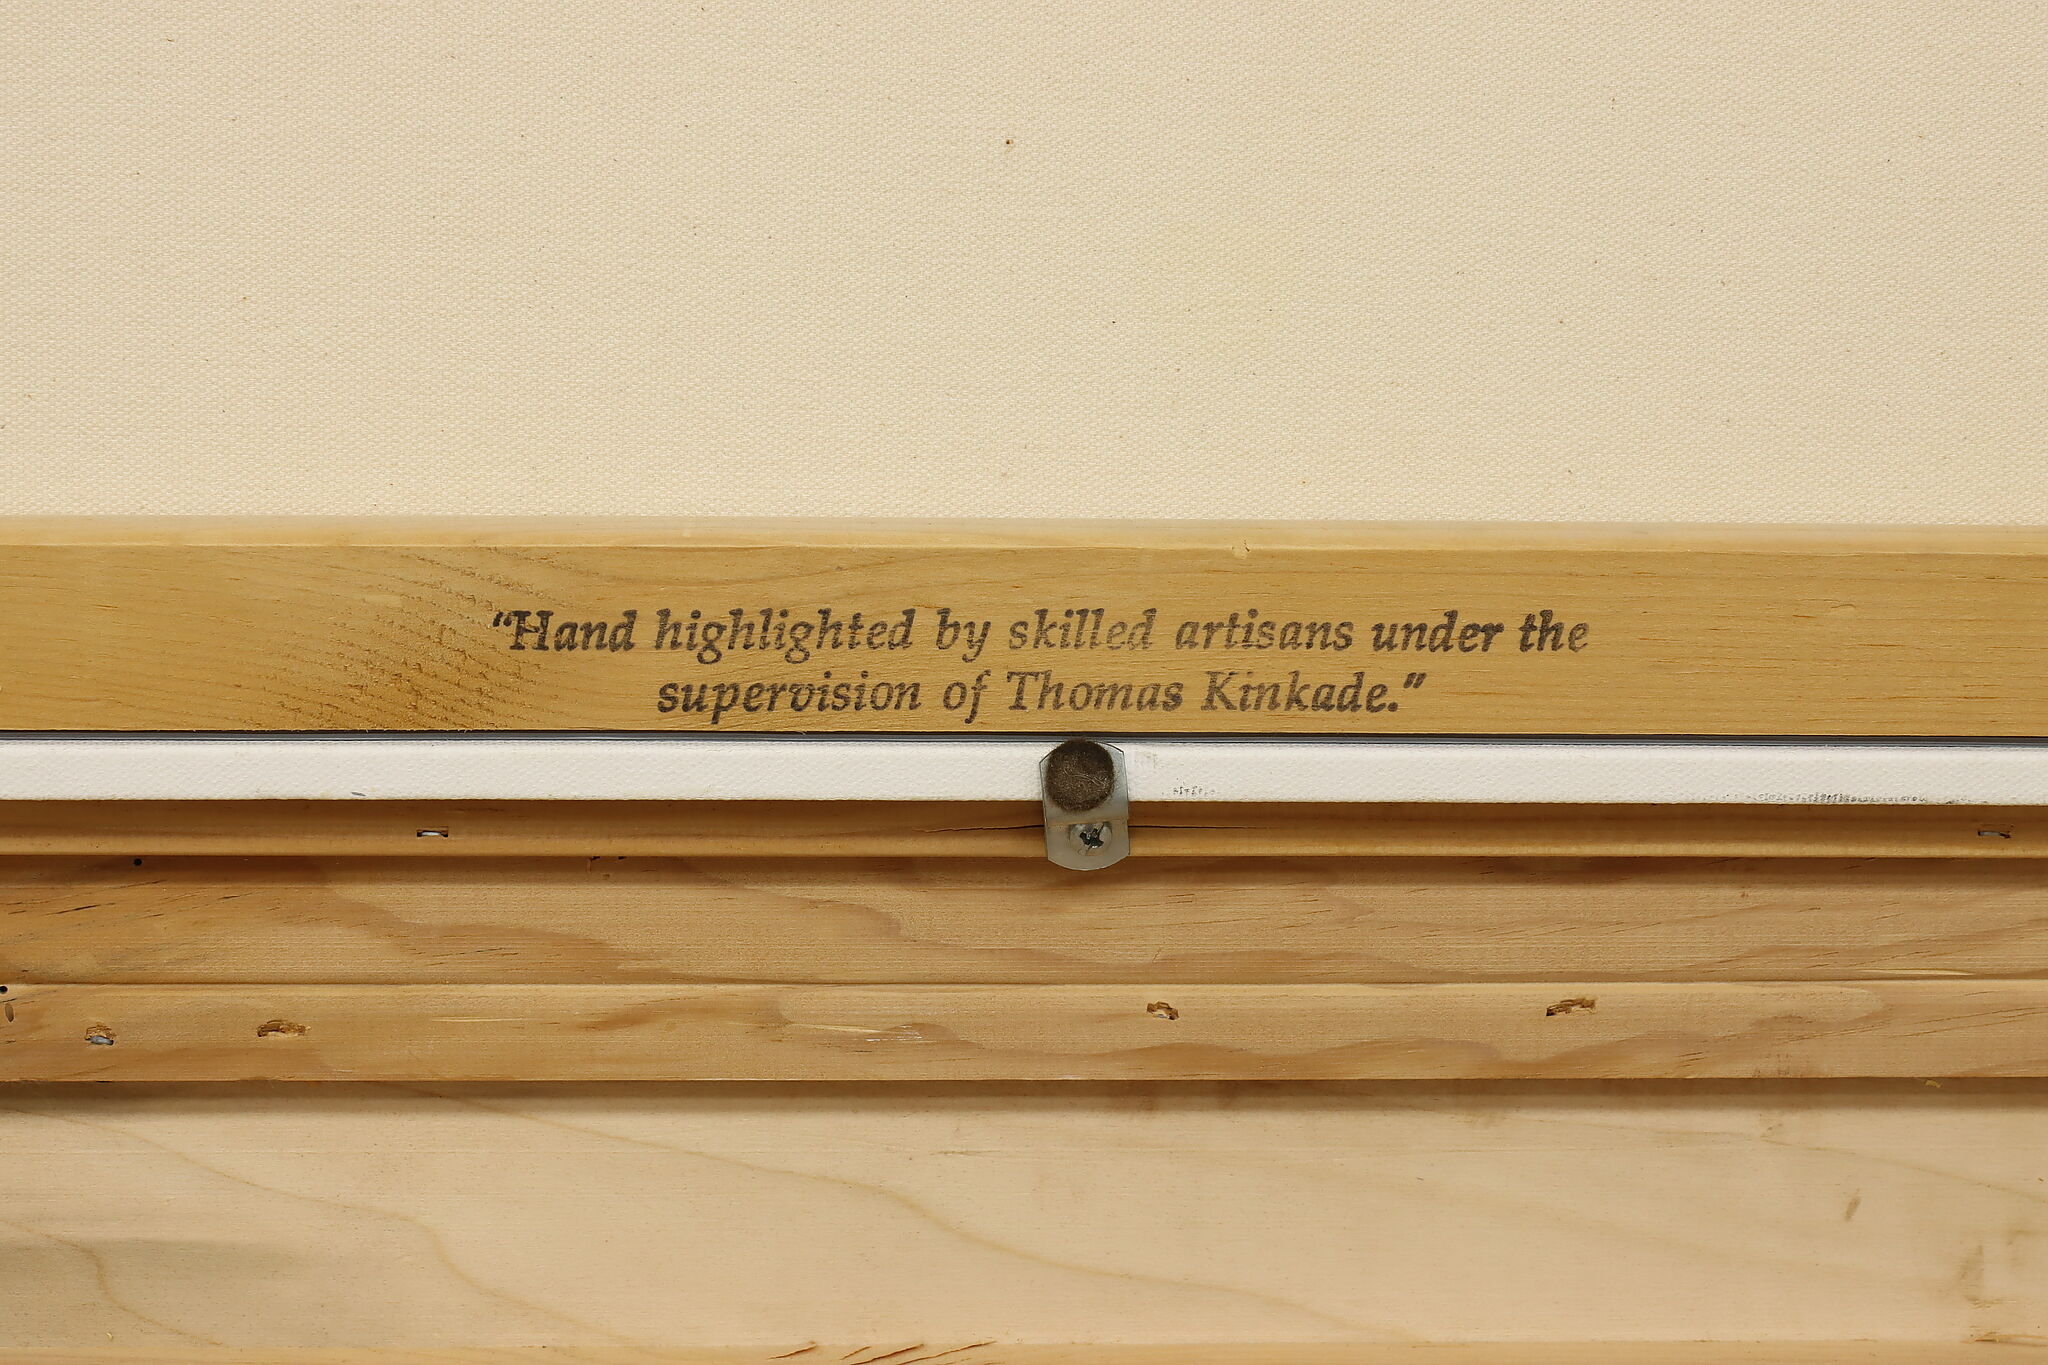 “Hand highlighted by skilled artisans under the
supervision of Thomas Kinkade.”